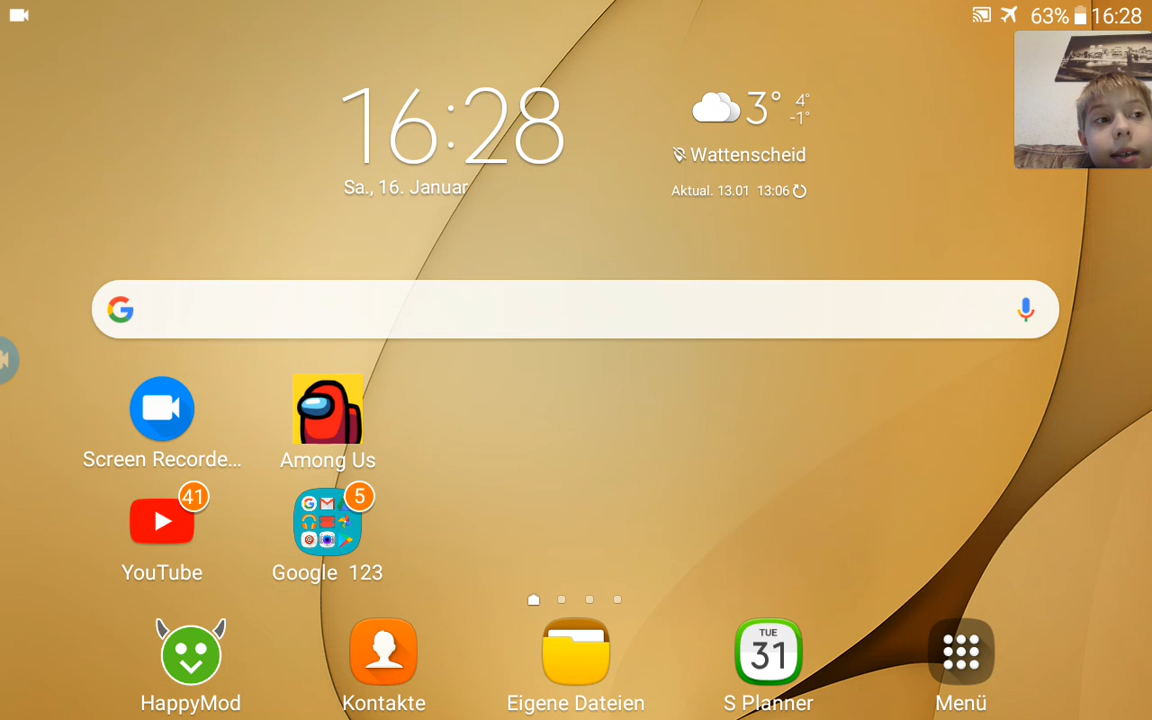 63% 16:28
16:28
Sa., 16. Januar
3° 4°
-1°
Wattenscheid
Aktual. 13.01 13:06
Screen Recorde...
Among Us
41
5
YouTube
Google 123
TUE
31
HappyMod
Kontakte
Eigene Dateien
S Planner
Menü